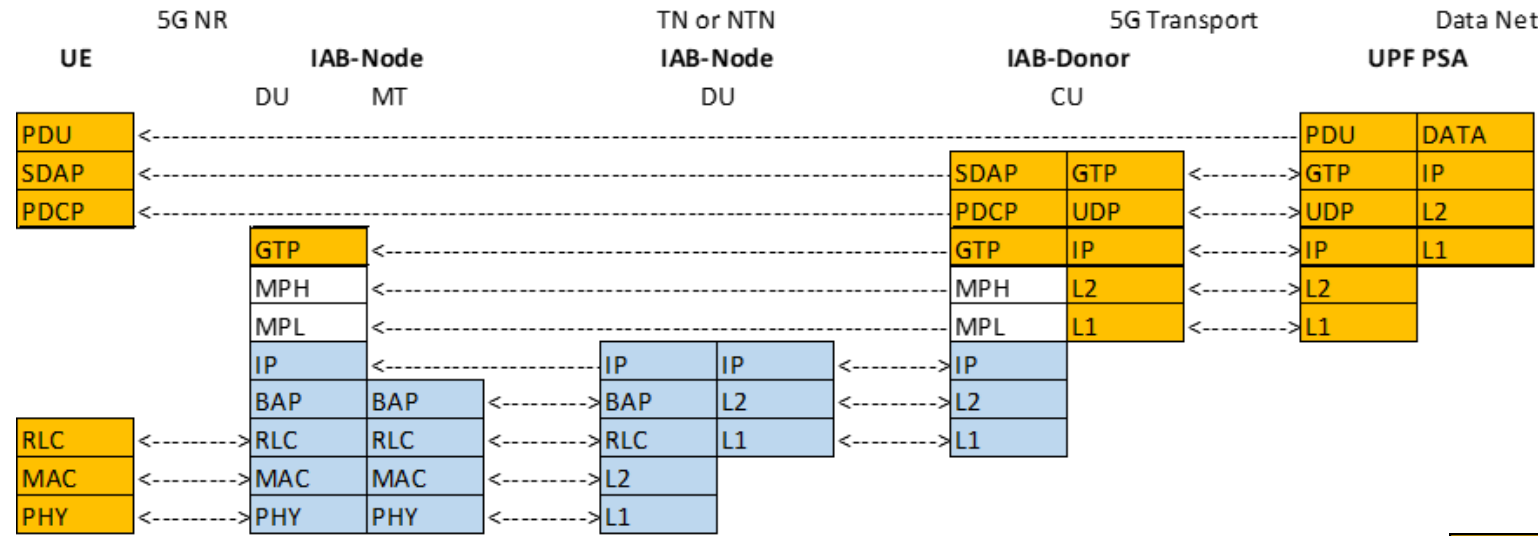 5G NR TN or NTN 5G Transport Data Net
UE IAB-Node IAB-Node IAB-Donor UPF PSA
DU MT DU CU
PDU <---- PDU DATA
SDAP <---- SDAP GTP <----> GTP IP
PDCP <---- PDCP UDP <----> UDP L2
GTP <---- GTP IP <----> IP L1
MPH <---- MPH L2 <----> L2
MPL <---- MPL L1 <----> L1
IP <---- IP IP <----> IP
BAP BAP <----> BAP L2 <----> L2
RLC <----> RLC RLC <----> RLC L1 <----> L1
MAC <----> MAC MAC <----> L2
PHY <----> PHY PHY <----> L1